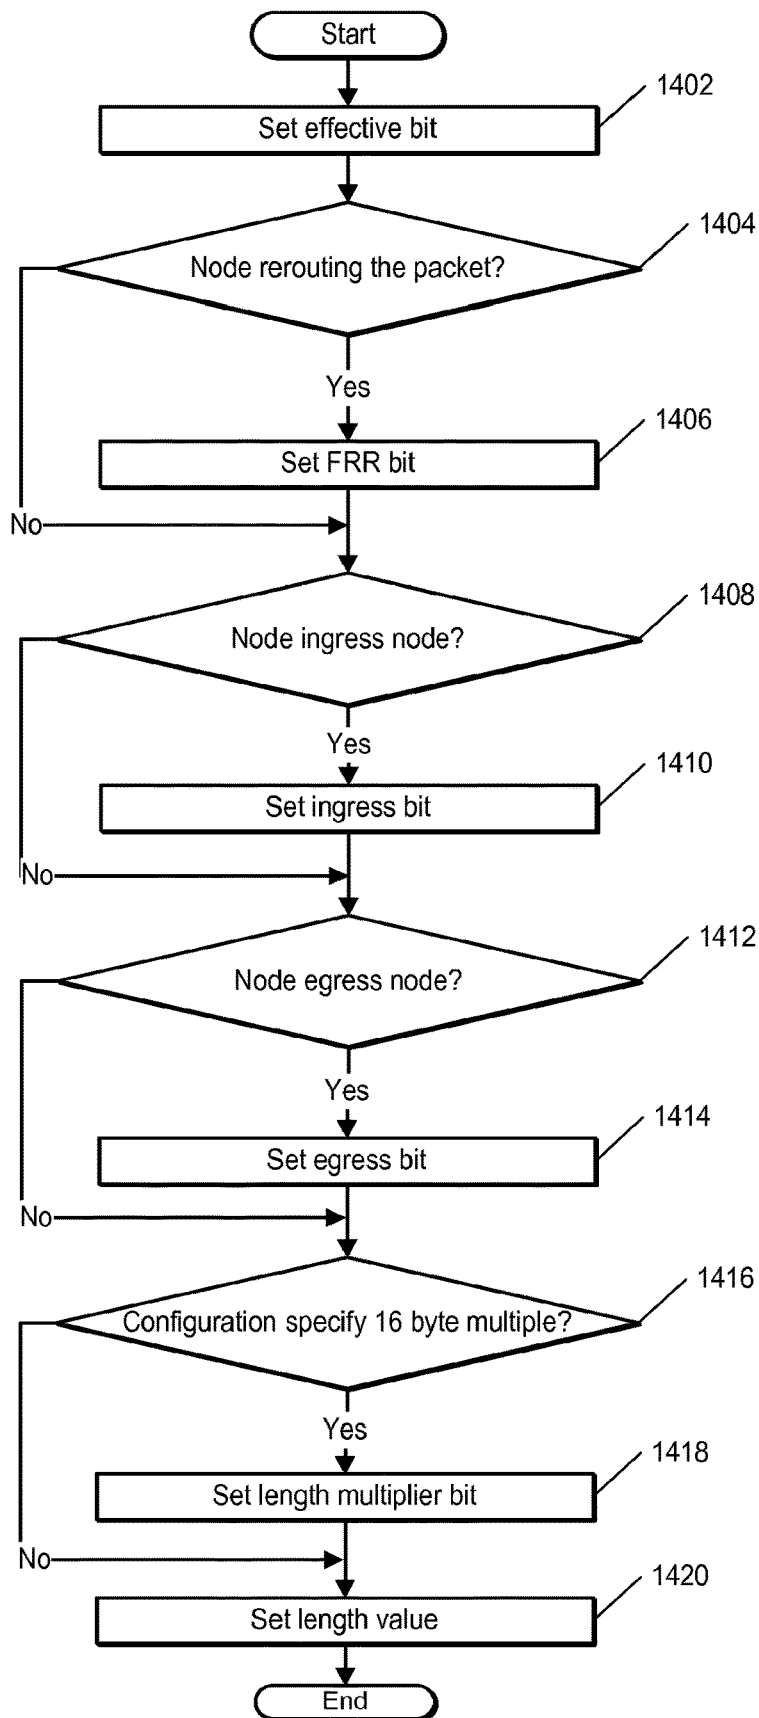 Start
1402
Set effective bit
1404
Node rerouting the packet?
Yes
1406
Set FRR bit
No
1408
Node ingress node?
Yes
1410
Set ingress bit
No
1412
Node egress node?
Yes
1414
Set egress bit
No
1416
Configuration specify 16 byte multiple?
Yes
1418
Set length multiplier bit
No
1420
Set length value
End